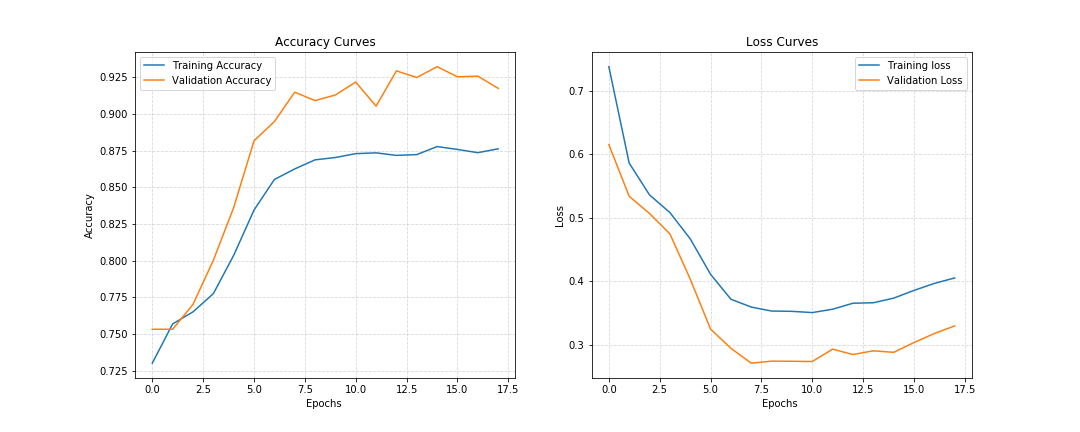 Accuracy Curves
Training Accuracy
Validation Accuracy
0.925
0.900
0.875
0.850
0.825
0.800
0.775
0.750
0.725
Accuracy
0.0 2.5 5.0 7.5 10.0 12.5 15.0 17.5
Epochs
Loss Curves
Training loss
Validation Loss
0.7
0.6
0.5
0.4
0.3
Loss
0.0 2.5 5.0 7.5 10.0 12.5 15.0 17.5
Epochs